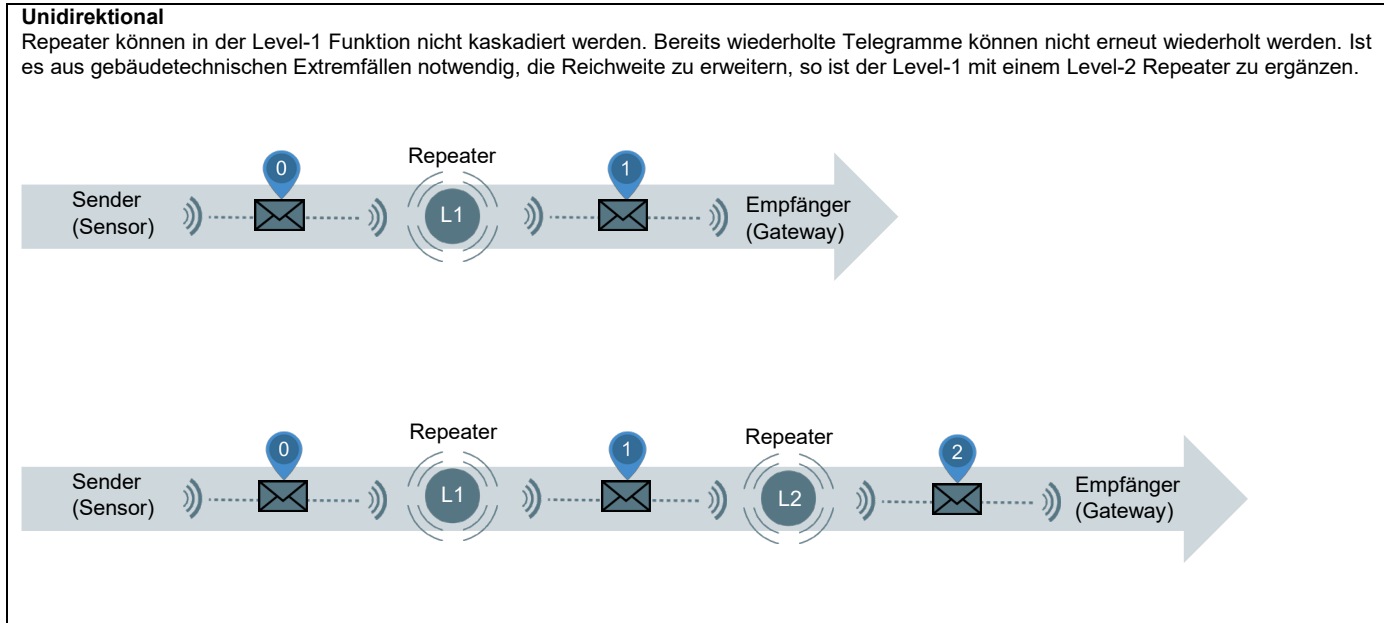 Unidirektional
Repeater können in der Level-1 Funktion nicht kaskadiert werden. Bereits wiederholte Telegramme können nicht erneut wiederholt werden. Ist
es aus gebäudetechnischen Extremfällen notwendig, die Reichweite zu erweitern, so ist der Level-1 mit einem Level-2 Repeater zu ergänzen.
Repeater
0
1
Sender
(Sensor)
L1
Empfänger
(Gateway)
Repeater
Repeater
0
1
2
Sender
(Sensor)
L1
L2
Empfänger
(Gateway)